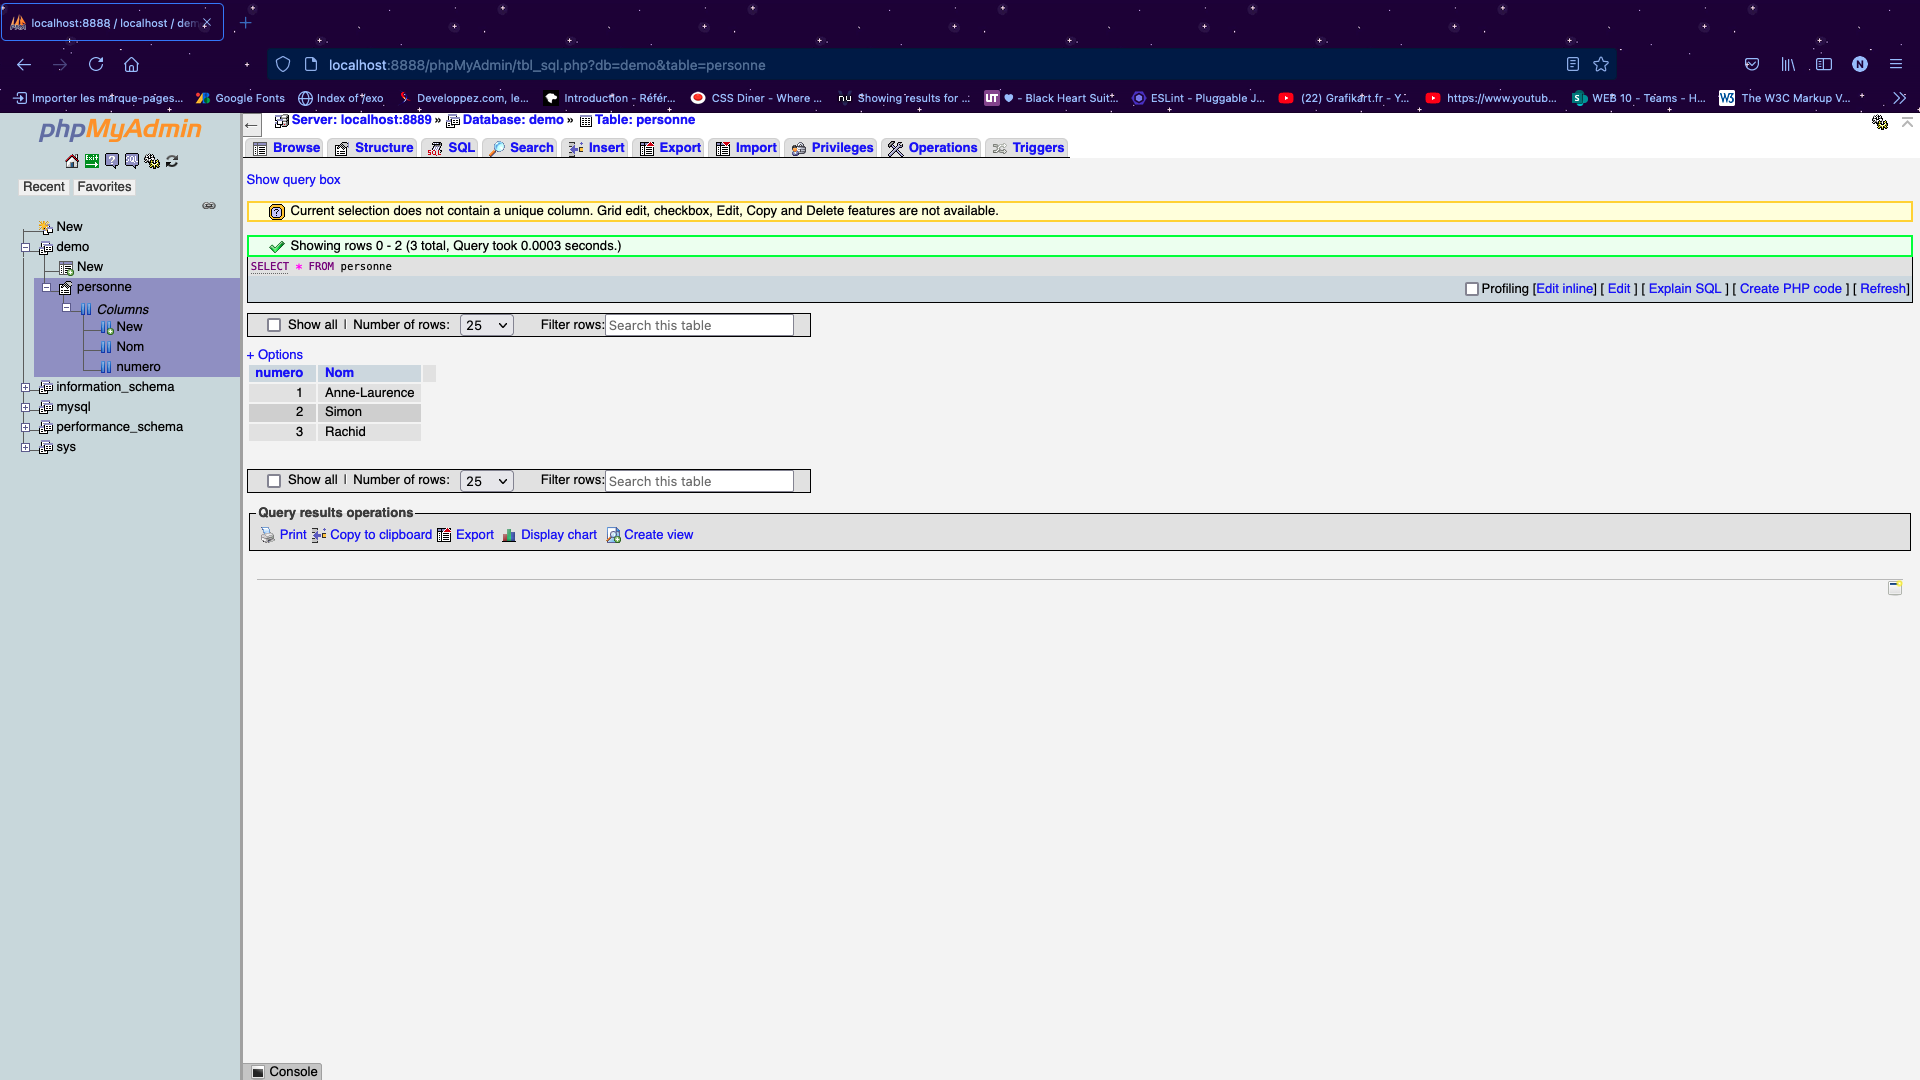 localhost:8888 / localhost / dem
localhost:8888/phpMyAdmin/tbl_sql.php?db=demo&table=personne
Importer les marque-pages...
Google Fonts
Index of /exo
Developpez.com, le...
Introduction - Référ...
CSS Diner - Where ...
Showing results for ...
♥ - Black Heart Suit...
ESLint - Pluggable J...
(22) Grafikart.fr - Y...
https://www.youtub...
WEB 10 - Teams - H...
The W3C Markup V...
phpMyAdmin
Recent Favorites
New
demo
New
personne
Columns
New
Nom
numero
information_schema
mysql
performance_schema
sys
Server: localhost:8889 » Database: demo » Table: personne
Browse Structure SQL Search Insert Export Import Privileges Operations Triggers
Show query box
Current selection does not contain a unique column. Grid edit, checkbox, Edit, Copy and Delete features are not available.
Showing rows 0 - 2 (3 total, Query took 0.0003 seconds.)
SELECT * FROM personne
Profiling [Edit inline] [ Edit ] [ Explain SQL ] [ Create PHP code ] [ Refresh]
Show all | Number of rows: 25 Filter rows: Search this table
+ Options
numero Nom
1 Anne-Laurence
2 Simon
3 Rachid
Show all | Number of rows: 25 Filter rows: Search this table
Query results operations
Print Copy to clipboard Export Display chart Create view
Console